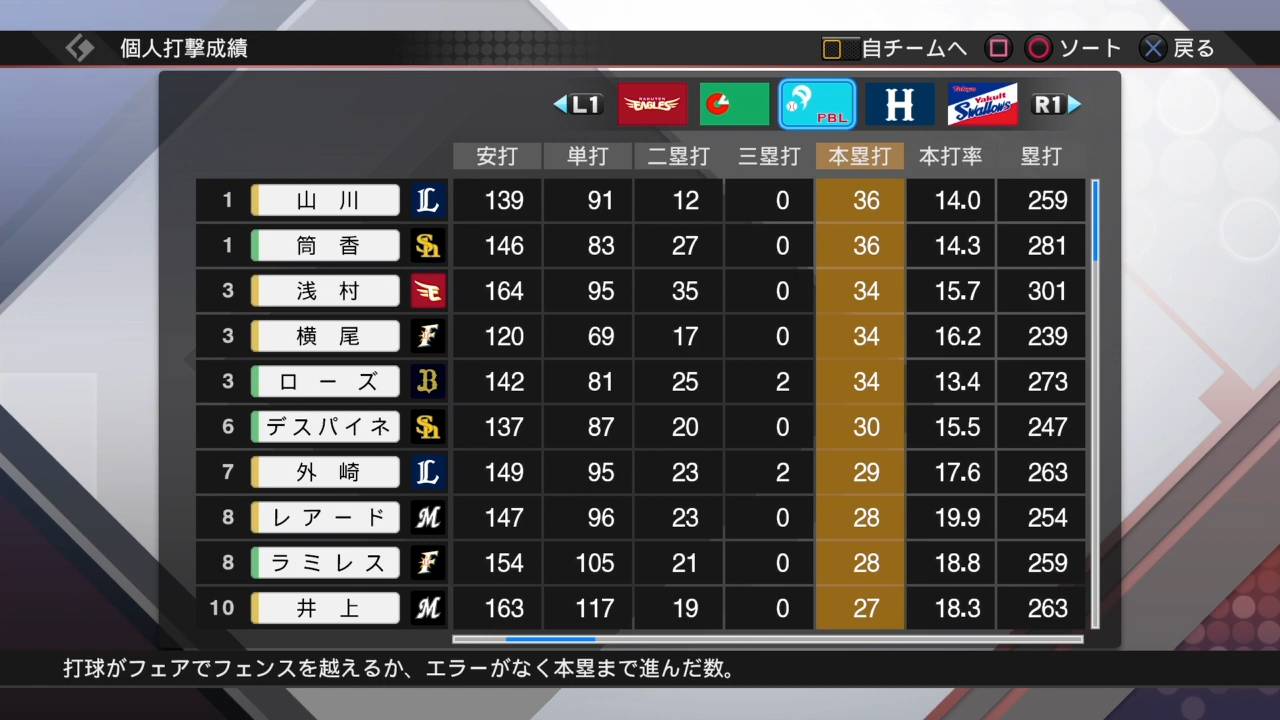 個人打撃成績 自チームへ ソート 戻る
L1 RAKUTEN EAGLES C PBL H Tokyo Yakult Swallows R1
安打 単打 二塁打 三塁打 本塁打 本打率 塁打
1 山川 L 139 91 12 0 36 14.0 259
1 筒香 Sh 146 83 27 0 36 14.3 281
3 浅村 E 164 95 35 0 34 15.7 301
3 横尾 F 120 69 17 0 34 16.2 239
3 ローズ B 142 81 25 2 34 13.4 273
6 デスパイネ Sh 137 87 20 0 30 15.5 247
7 外崎 L 149 95 23 2 29 17.6 263
8 レアード M 147 96 23 0 28 19.9 254
8 ラミレス F 154 105 21 0 28 18.8 259
10 井上 M 163 117 19 0 27 18.3 263
打球がフェアでフェンスを越えるか、エラーがなく本塁まで進んだ数。